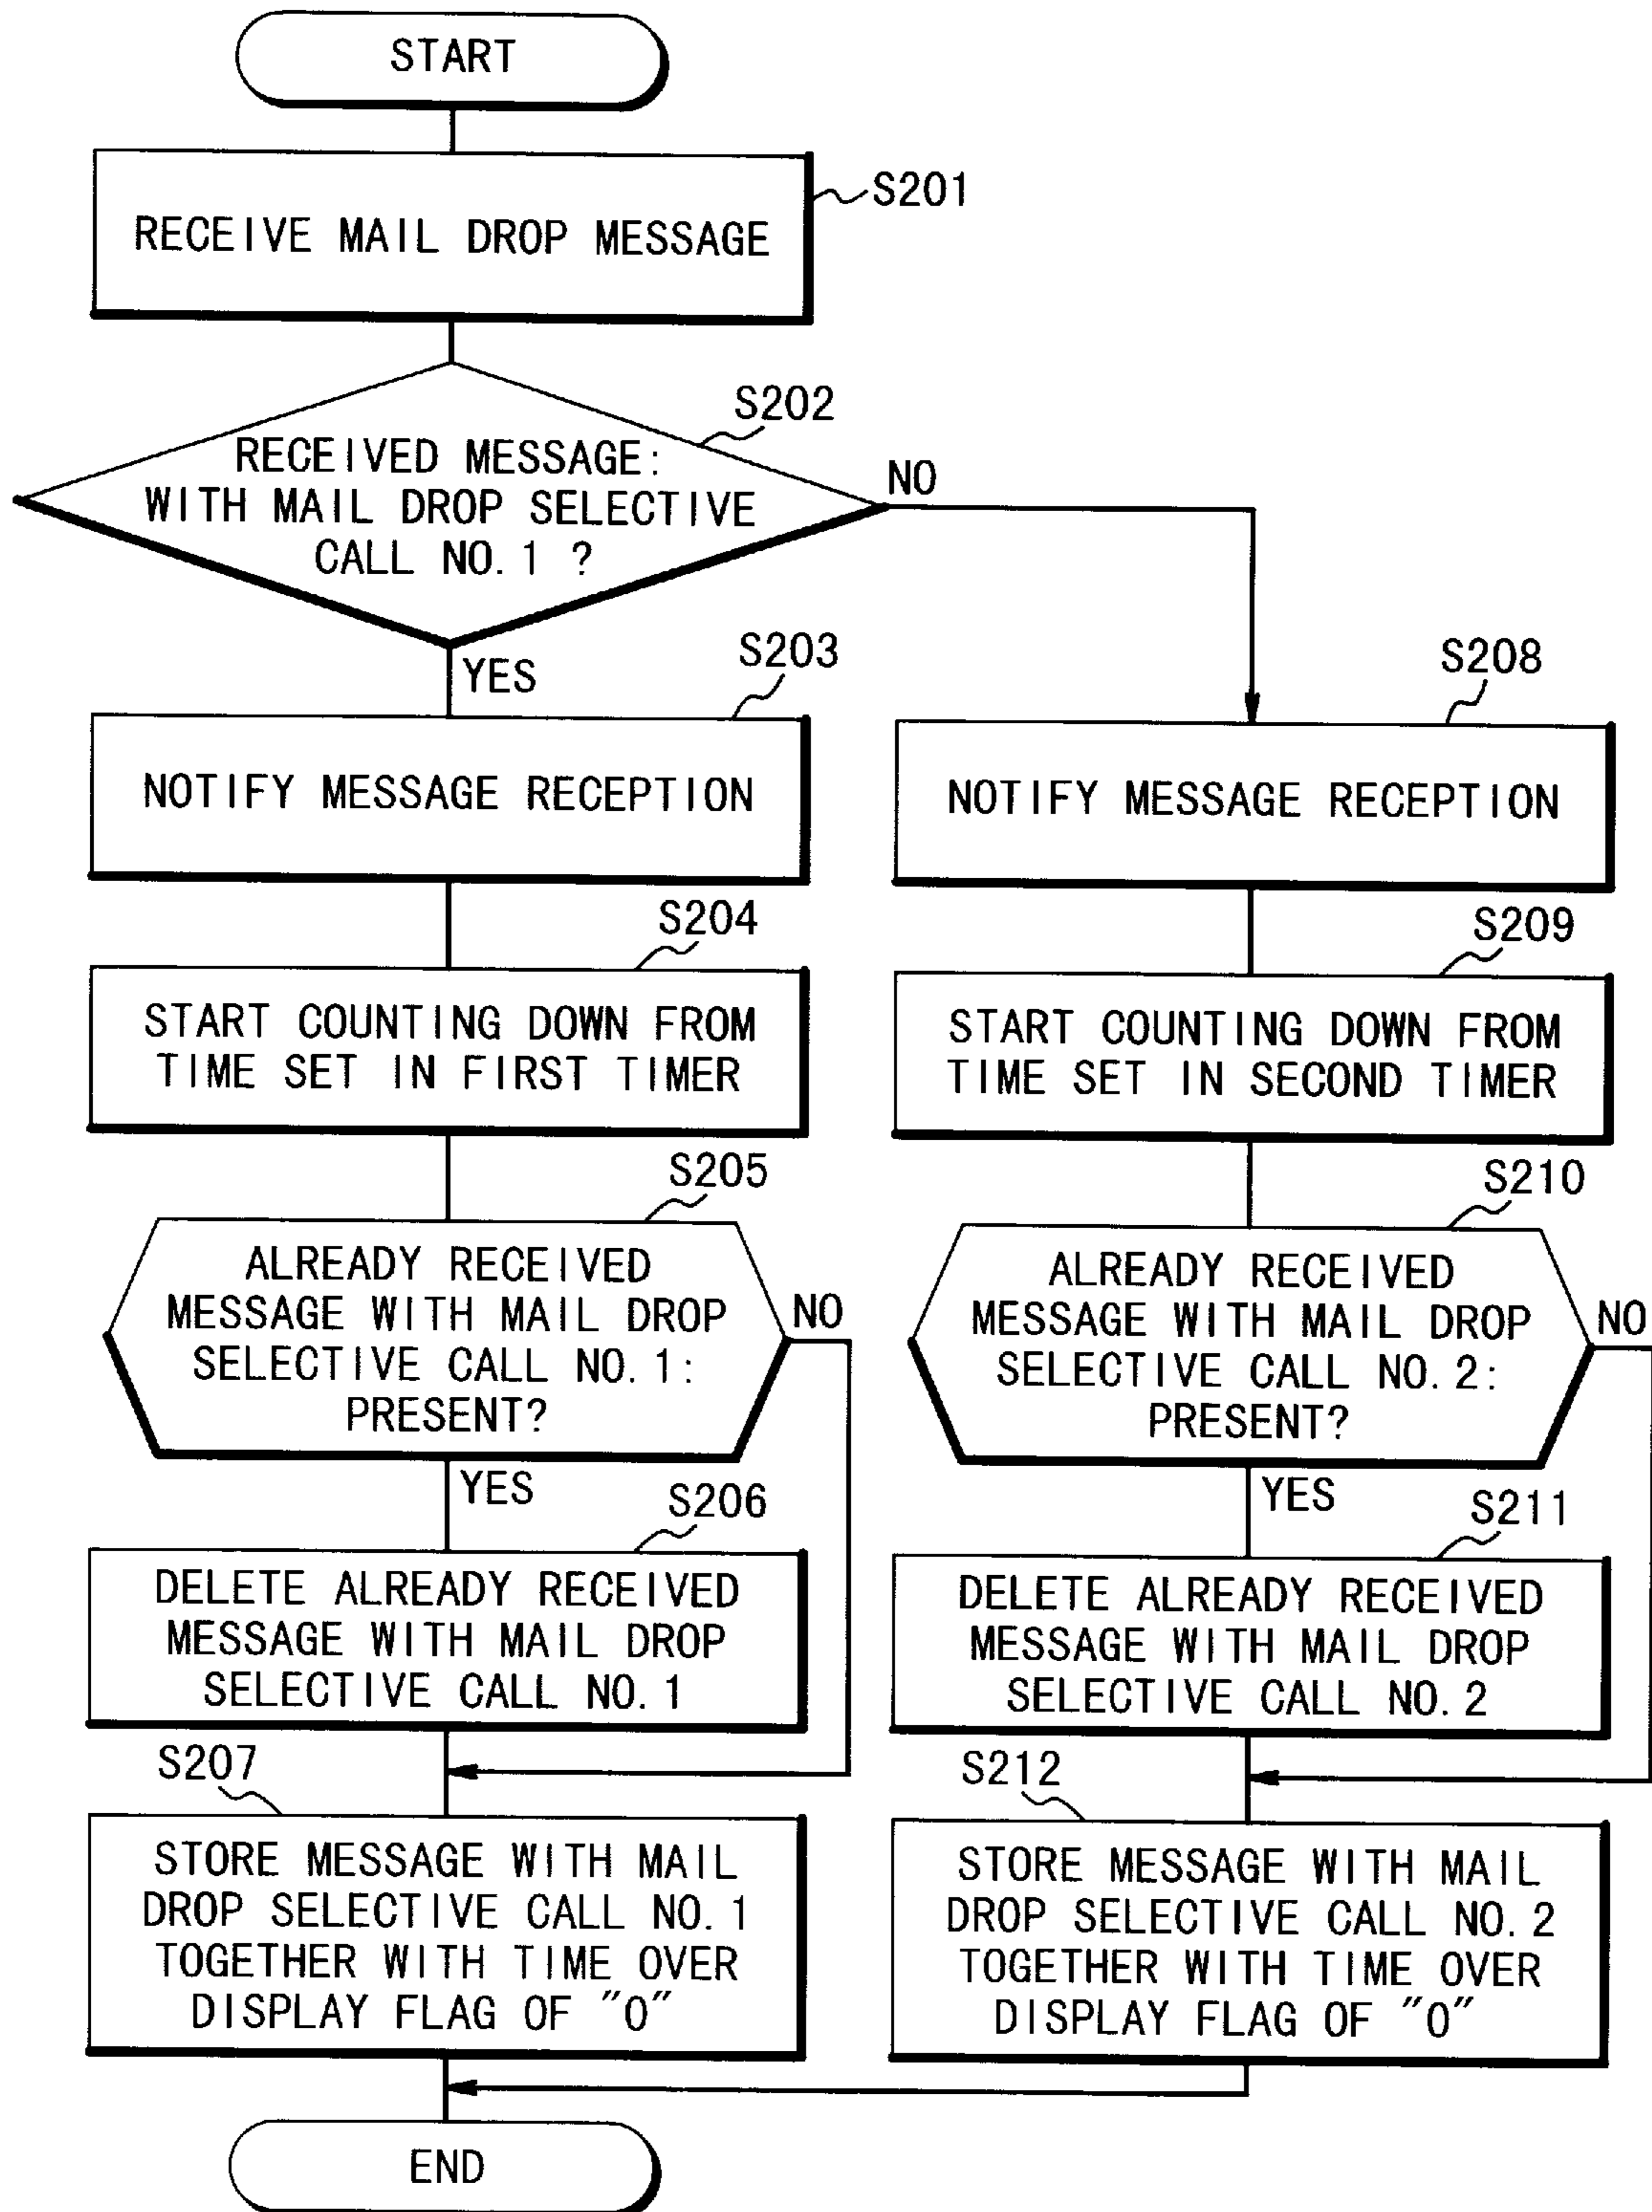 START
S201
RECEIVE MAIL DROP MESSAGE
S202
RECEIVED MESSAGE:
WITH MAIL DROP SELECTIVE
CALL NO. 1 ?
NO
YES
S203
NOTIFY MESSAGE RECEPTION
S204
START COUNTING DOWN FROM
TIME SET IN FIRST TIMER
S205
ALREADY RECEIVED
MESSAGE WITH MAIL DROP
SELECTIVE CALL NO. 1:
PRESENT?
NO
YES
S206
DELETE ALREADY RECEIVED
MESSAGE WITH MAIL DROP
SELECTIVE CALL NO. 1
S207
STORE MESSAGE WITH MAIL
DROP SELECTIVE CALL NO. 1
TOGETHER WITH TIME OVER
DISPLAY FLAG OF "0"
S208
NOTIFY MESSAGE RECEPTION
S209
START COUNTING DOWN FROM
TIME SET IN SECOND TIMER
S210
ALREADY RECEIVED
MESSAGE WITH MAIL DROP
SELECTIVE CALL NO. 2:
PRESENT?
NO
YES
S211
DELETE ALREADY RECEIVED
MESSAGE WITH MAIL DROP
SELECTIVE CALL NO. 2
S212
STORE MESSAGE WITH MAIL
DROP SELECTIVE CALL NO. 2
TOGETHER WITH TIME OVER
DISPLAY FLAG OF "0"
END